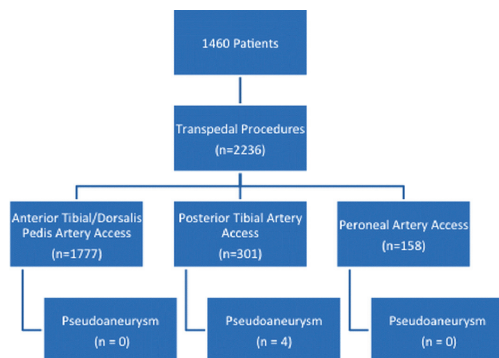 1460 Patients
Transpedal Procedures
(n=2236)
Anterior Tibial/Dorsalis
Pedis Artery Access
(n=1777)
Posterior Tibial Artery
Access
(n=301)
Peroneal Artery Access
(n=158)
Pseudoaneurysm
(n = 0)
Pseudoaneurysm
(n = 4)
Pseudoaneurysm
(n = 0)